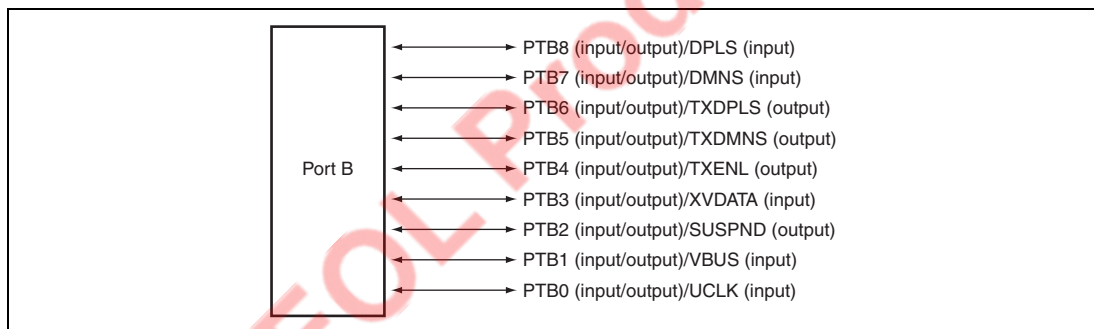 EOL Prod
Port B
PTB8 (input/output)/DPLS (input)
PTB7 (input/output)/DMNS (input)
PTB6 (input/output)/TXDPLS (output)
PTB5 (input/output)/TXDMNS (output)
PTB4 (input/output)/TXENL (output)
PTB3 (input/output)/XVDATA (input)
PTB2 (input/output)/SUSPND (output)
PTB1 (input/output)/VBUS (input)
PTB0 (input/output)/UCLK (input)